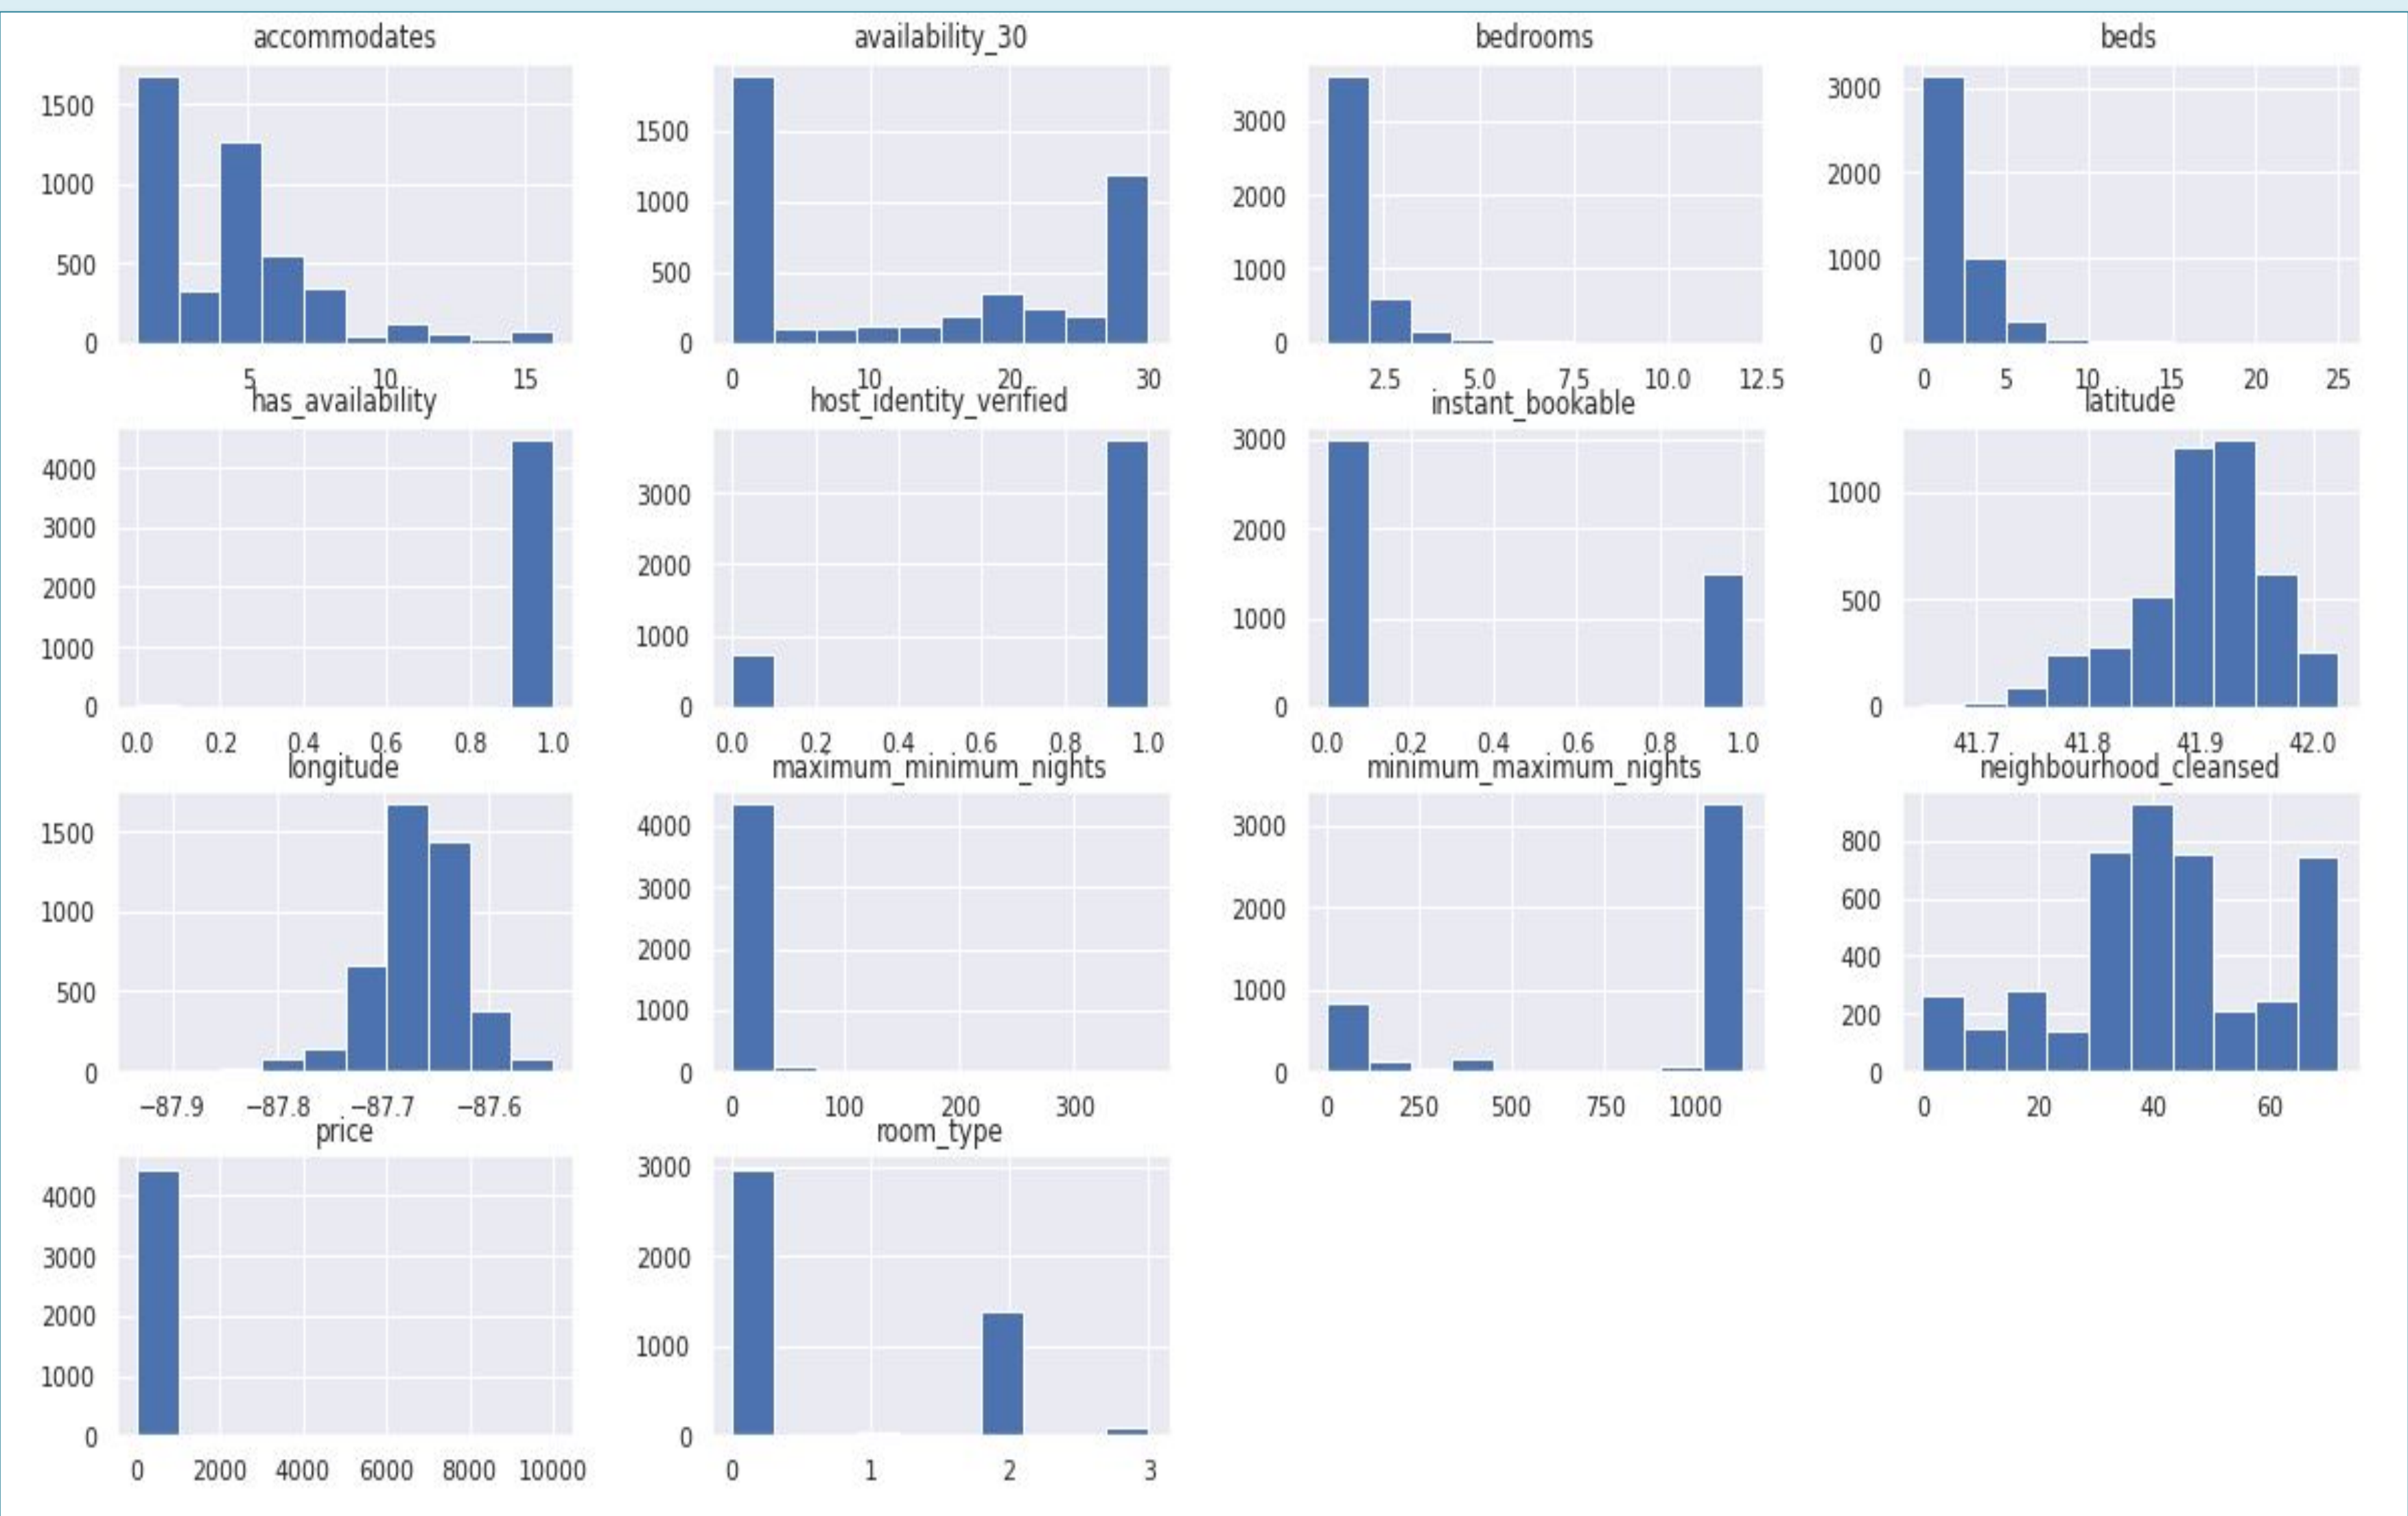 accommodates
1500
1000
500
0
5 10 15
availability_30
1500
1000
500
0
0 10 20 30
bedrooms
3000
2000
1000
0
2.5 5.0 7.5 10.0 12.5
beds
3000
2000
1000
0
0 5 10 15 20 25
has_availability
4000
3000
2000
1000
0
0.0 0.2 0.4 0.6 0.8 1.0
host_identity_verified
3000
2000
1000
0
0.0 0.2 0.4 0.6 0.8 1.0
instant_bookable
3000
2000
1000
0
0.0 0.2 0.4 0.6 0.8 1.0
latitude
1000
500
0
41.7 41.8 41.9 42.0
longitude
1500
1000
500
0
−87.9 −87.8 −87.7 −87.6
maximum_minimum_nights
4000
3000
2000
1000
0
0 100 200 300
minimum_maximum_nights
3000
2000
1000
0
0 250 500 750 1000
neighbourhood_cleansed
800
600
400
200
0
0 20 40 60
price
4000
3000
2000
1000
0
0 2000 4000 6000 8000 10000
room_type
3000
2000
1000
0
0 1 2 3